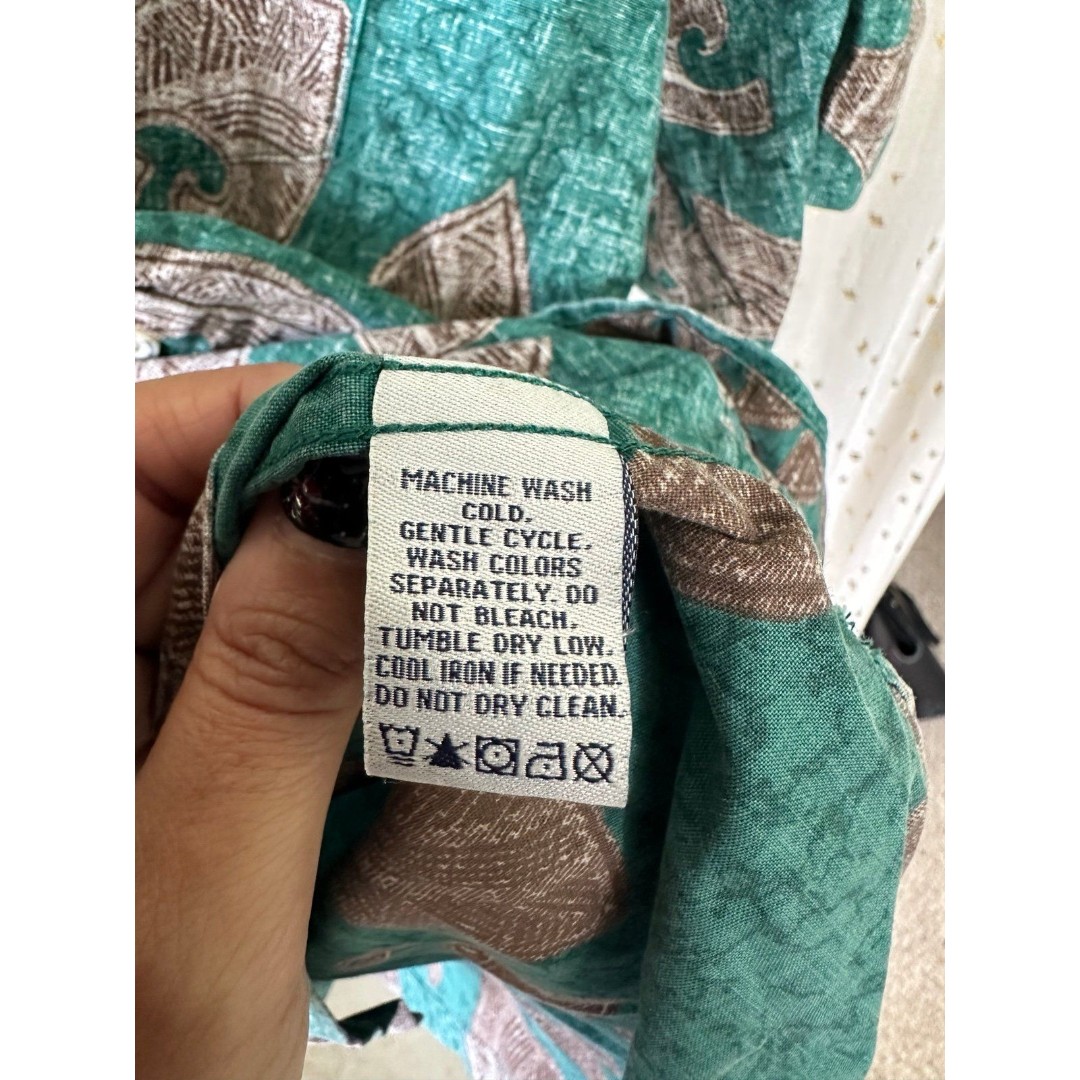 MACHINE WASH
COLD.
GENTLE CYCLE.
WASH COLORS
SEPARATELY. DO
NOT BLEACH.
TUMBLE DRY LOW.
COOL IRON IF NEEDED.
DO NOT DRY CLEAN.